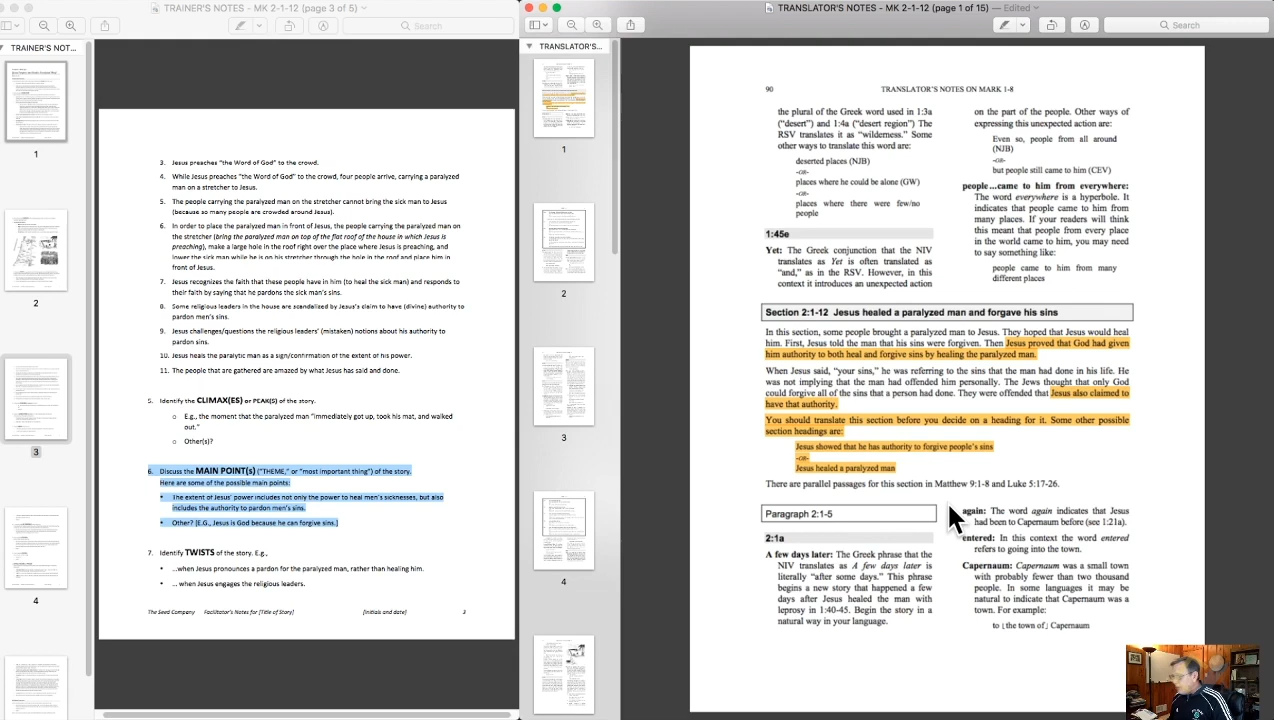 TRAINER'S NOTES - MK 2-1-12 (page 3 of 5)
Search
TRAINER'S NOT...
1
2
3
4
3. Jesus preaches "the Word of God" to the crowd.
4. While Jesus preaches "the Word of God" to the crowd, four people arrive, carrying a paralyzed
man on a stretcher to Jesus.
5. The people carrying the paralyzed man on the stretcher cannot bring the sick man to Jesus
(because so many people are crowded around Jesus).
6. In order to place the paralyzed man in front of Jesus, the people carrying the paralyzed man on
the stretcher (bring the paralyzed man on top of the flat roof of the house in which Jesus is
preaching), make a large hole in the roof right over the place where Jesus is preaching, and
lower the sick man while he is on his stretcher through the hole in the roof and place him in
front of Jesus.
7. Jesus recognizes the faith that these people have in him (to heal the sick man) and responds to
their faith by saying that he pardons the sick man's sins.
8. Some religious leaders in the house are scandalized by Jesus's claim to have (divine) authority to
pardon men's sins.
9. Jesus challenges/questions the religious leaders' (mistaken) notions about his authority to
pardon sin.
10. Jesus heals the paralytic man as a sign/confirmation of the extent of his power.
11. The people that are gathered are amazed by what Jesus has said and done.
5. Identify the CLIMAX(ES) or PEAK(S) of the story.
o E.g., the moment that the paralyzed man "immediately got up, took his mat, and walked
out."
o Other(s)?
6. Discuss the MAIN POINT(s) ("THEME," or "most important thing") of the story.
Here are some of the possible main points:
• The extent of Jesus' power includes not only the power to heal men's sicknesses, but also
includes the authority to pardon men's sins.
• Other? [E.G., Jesus is God because he can forgive sins.]
7. Identify TWISTS of the story. E.g.,
• ...when Jesus pronounces a pardon for the paralyzed man, rather than healing him.
• ... when Jesus engages the religious leaders.
The Seed Company Facilitator's Notes for [Title of Story] [Initials and date] 3
TRANSLATOR'S NOTES - MK 2-1-12 (page 1 of 15) — Edited
Search
TRANSLATOR'S...
1
2
3
4
90 TRANSLATOR'S NOTES ON MARK 1-8
the plural of the Greek word used in 1:3a
("desert") and 1:4a ("desert region") The
RSV translates it as "wilderness." Some
other ways to translate this word are:
deserted places (NJB)
-OR-
places where he could be alone (GW)
-OR-
places where there were few/no
people
1:45e
Yet: The Greek conjunction that the NIV
translates as Yet is often translated as
"and," as in the RSV. However, in this
context it introduces an unexpected action
on the part of the people. Other ways of
expressing this unexpected action are:
Even so, people from all around
(NJB)
-OR-
but people still came to him (CEV)
people...came to him from everywhere:
The word everywhere is a hyperbole. It
indicates that people came to him from
many places. If your readers will think
this meant that people from every place
in the world came to him, you may need
to say something like:
people came to him from many
different places
Section 2:1-12 Jesus healed a paralyzed man and forgave his sins
In this section, some people brought a paralyzed man to Jesus. They hoped that Jesus would heal
him. First, Jesus told the man that his sins were forgiven. Then Jesus proved that God had given
him authority to both heal and forgive sins by healing the paralyzed man.
When Jesus said, "your sins," he was referring to the sins that the man had done in his life. He
was not implying that the man had offended him personally. The Jews thought that only God
could forgive all of the sins that a person had done. They were offended that Jesus also claimed to
have that authority.
You should translate this section before you decide on a heading for it. Some other possible
section headings are:
Jesus showed that he has authority to forgive people's sins
-OR-
Jesus healed a paralyzed man
There are parallel passages for this section in Matthew 9:1-8 and Luke 5:17-26.
Paragraph 2:1-5
2:1a
A few days later: The Greek phrase that the
NIV translates as A few days later is
literally "after some days." This phrase
begins a new story that happened a few
days after Jesus healed the man with
leprosy in 1:40-45. Begin the story in a
natural way in your language.
again: The word again indicates that Jesus
had been to Capernaum before (see 1:21a).
entered: In this context the word entered
refers to going into the town.
Capernaum: Capernaum was a small town
with probably fewer than two thousand
people. In some languages it may be
natural to indicate that Capernaum was a
town. For example:
to ⌊the town of⌋ Capernaum